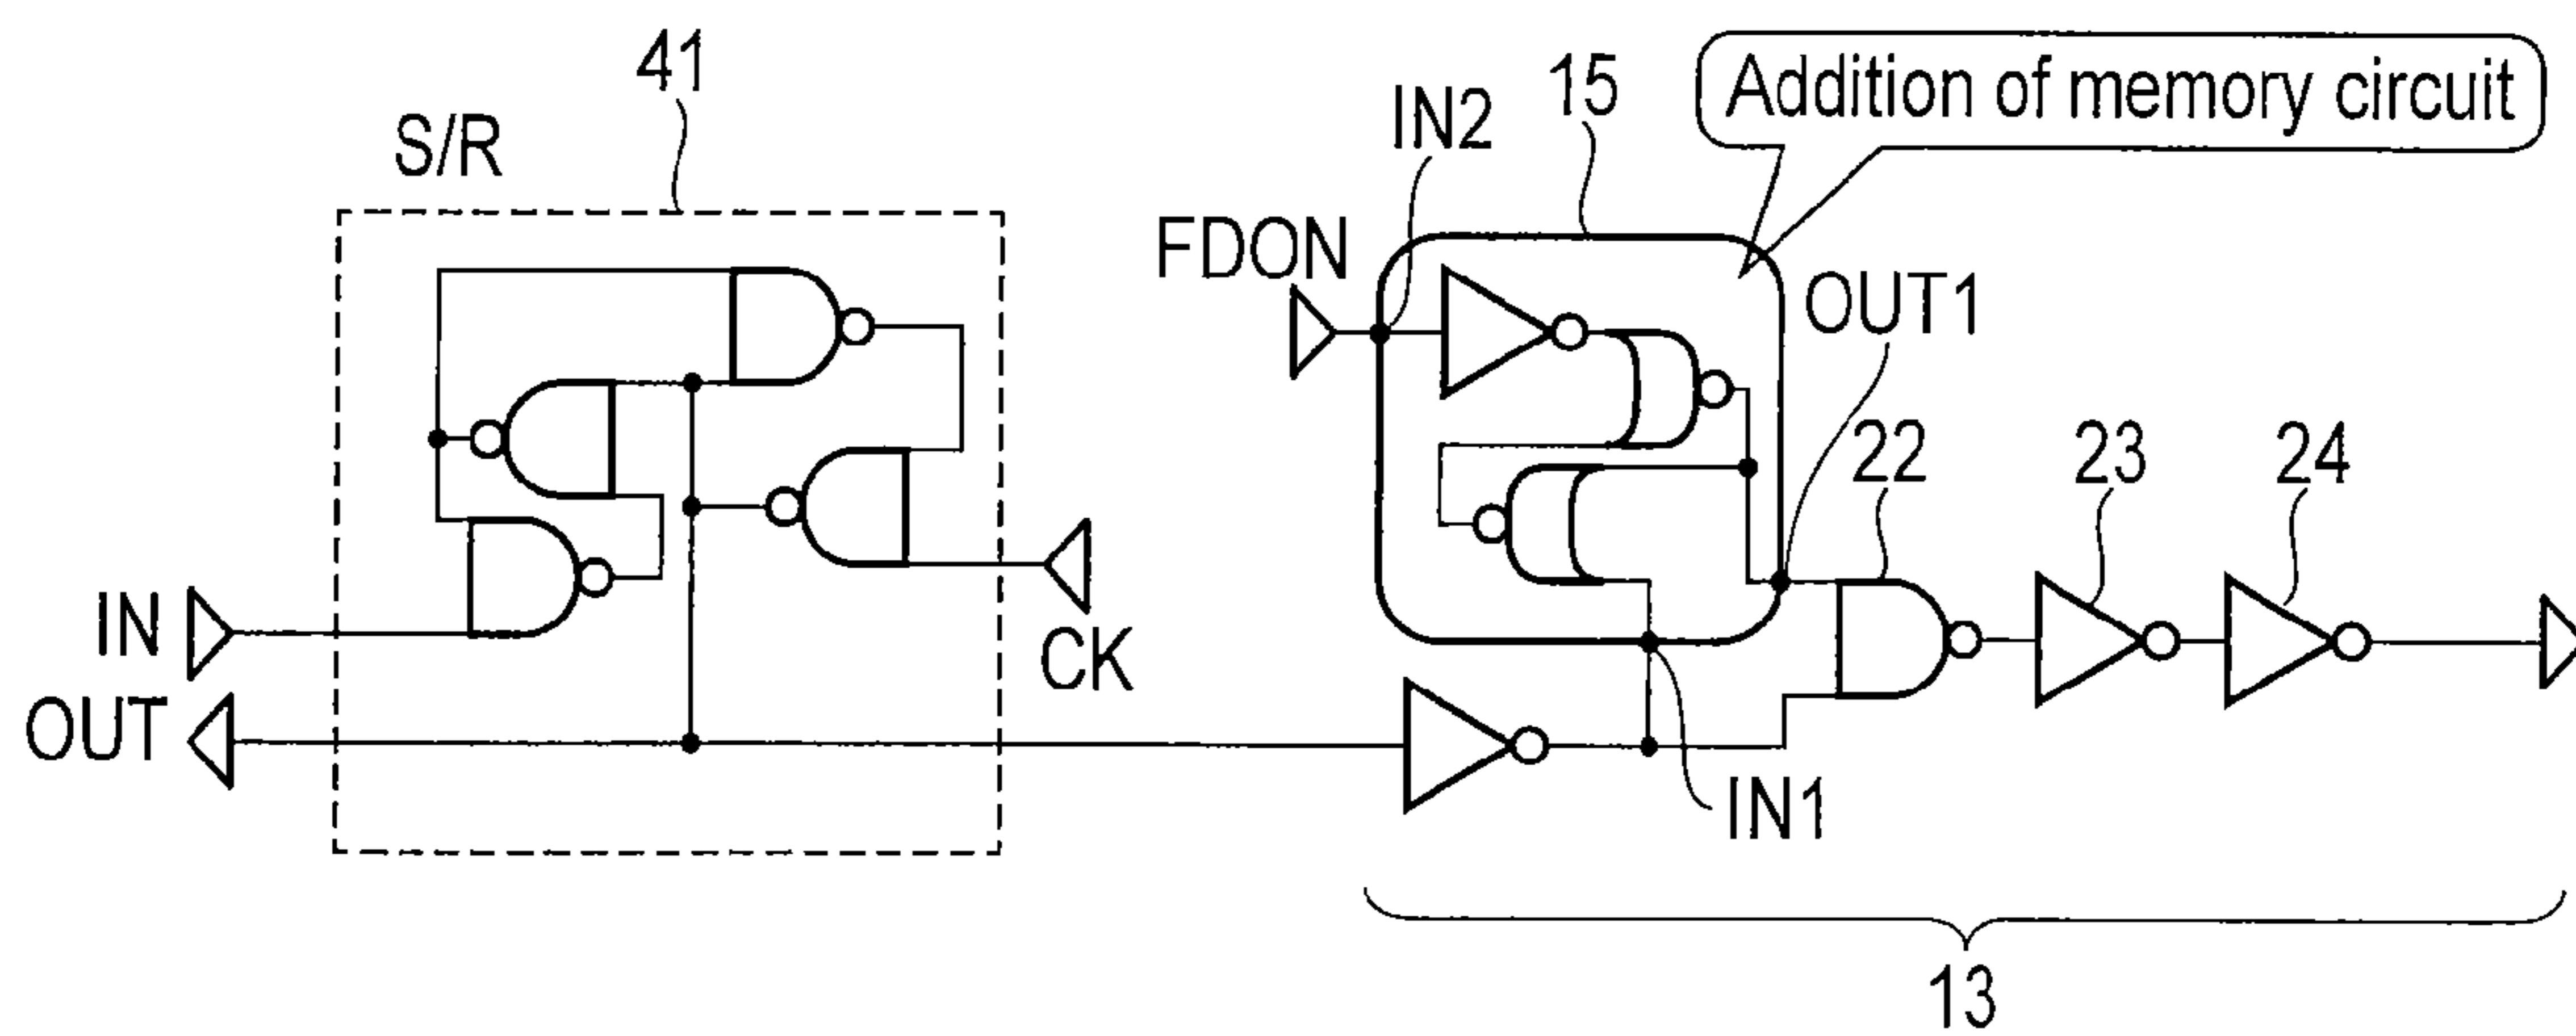 41
S/R
IN
OUT
CK
IN2
15
Addition of memory circuit
FDON
OUT1
22
23
24
IN1
13